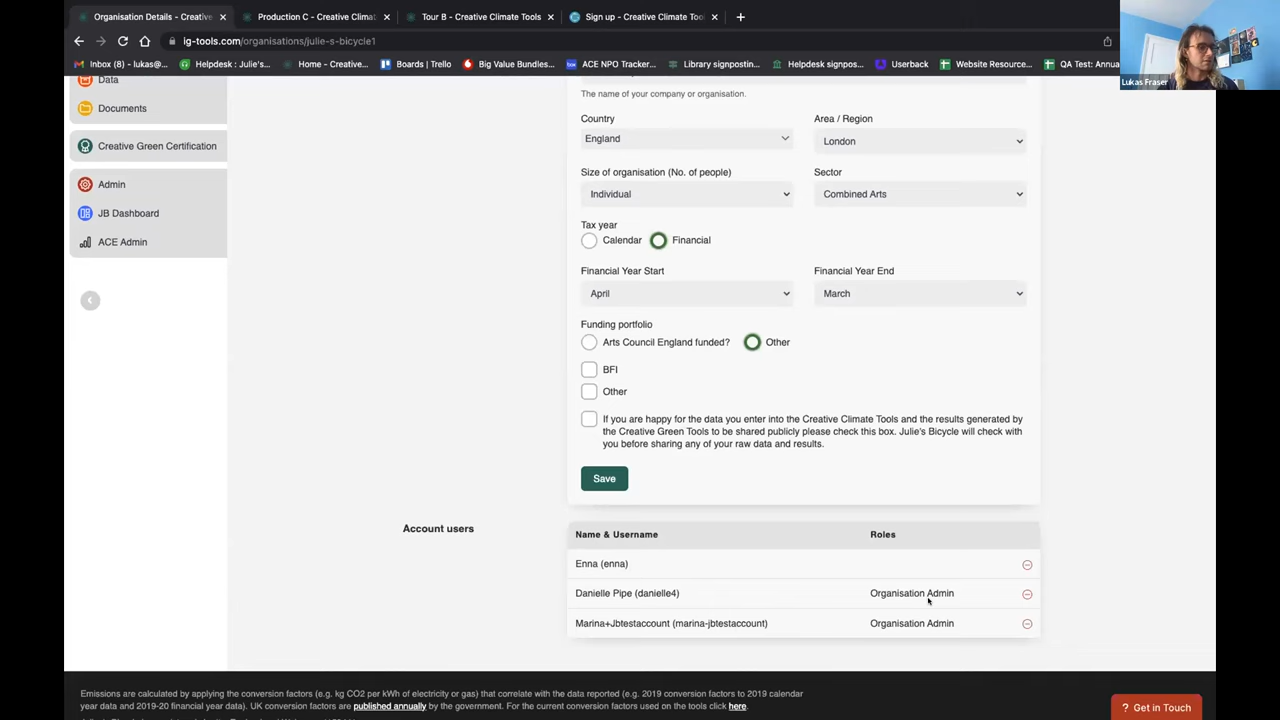 Organisation Details - Creative
Production C - Creative Climat
Tour B - Creative Climate Tools
Sign up - Creative Climate Too
ig-tools.com/organisations/julie-s-bicycle1
Inbox (8) - lukas@...
Helpdesk : Julie's...
Home - Creative...
Boards | Trello
Big Value Bundles...
ACE NPO Tracker...
Library signposting...
Helpdesk signpos...
Userback
Website Resource...
QA Test: Annua
Lukas Fraser
Data
Documents
Creative Green Certification
Admin
JB Dashboard
ACE Admin
The name of your company or organisation.
Country
Area / Region
England
London
Size of organisation (No. of people)
Sector
Individual
Combined Arts
Tax year
Calendar
Financial
Financial Year Start
Financial Year End
April
March
Funding portfolio
Arts Council England funded?
Other
BFI
Other
If you are happy for the data you enter into the Creative Climate Tools and the results generated by
the Creative Green Tools to be shared publicly please check this box. Julie's Bicycle will check with
you before sharing any of your raw data and results.
Save
Account users
Name & Username
Roles
Enna (enna)
Danielle Pipe (danielle4)
Organisation Admin
Marina+Jbtestaccount (marina-jbtestaccount)
Organisation Admin
Emissions are calculated by applying the conversion factors (e.g. kg CO2 per kWh of electricity or gas) that correlate with the data reported (e.g. 2019 conversion factors to 2019 calendar
year data and 2019-20 financial year data). UK conversion factors are published annually by the government. For the current conversion factors used on the tools click here.
? Get in Touch